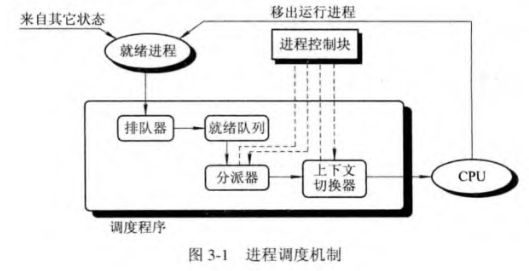 移出运行进程
来自其它状态
就绪进程
进程控制块
排队器
就绪队列
分派器
上下文
切换器
CPU
调度程序
图 3-1 进程调度机制